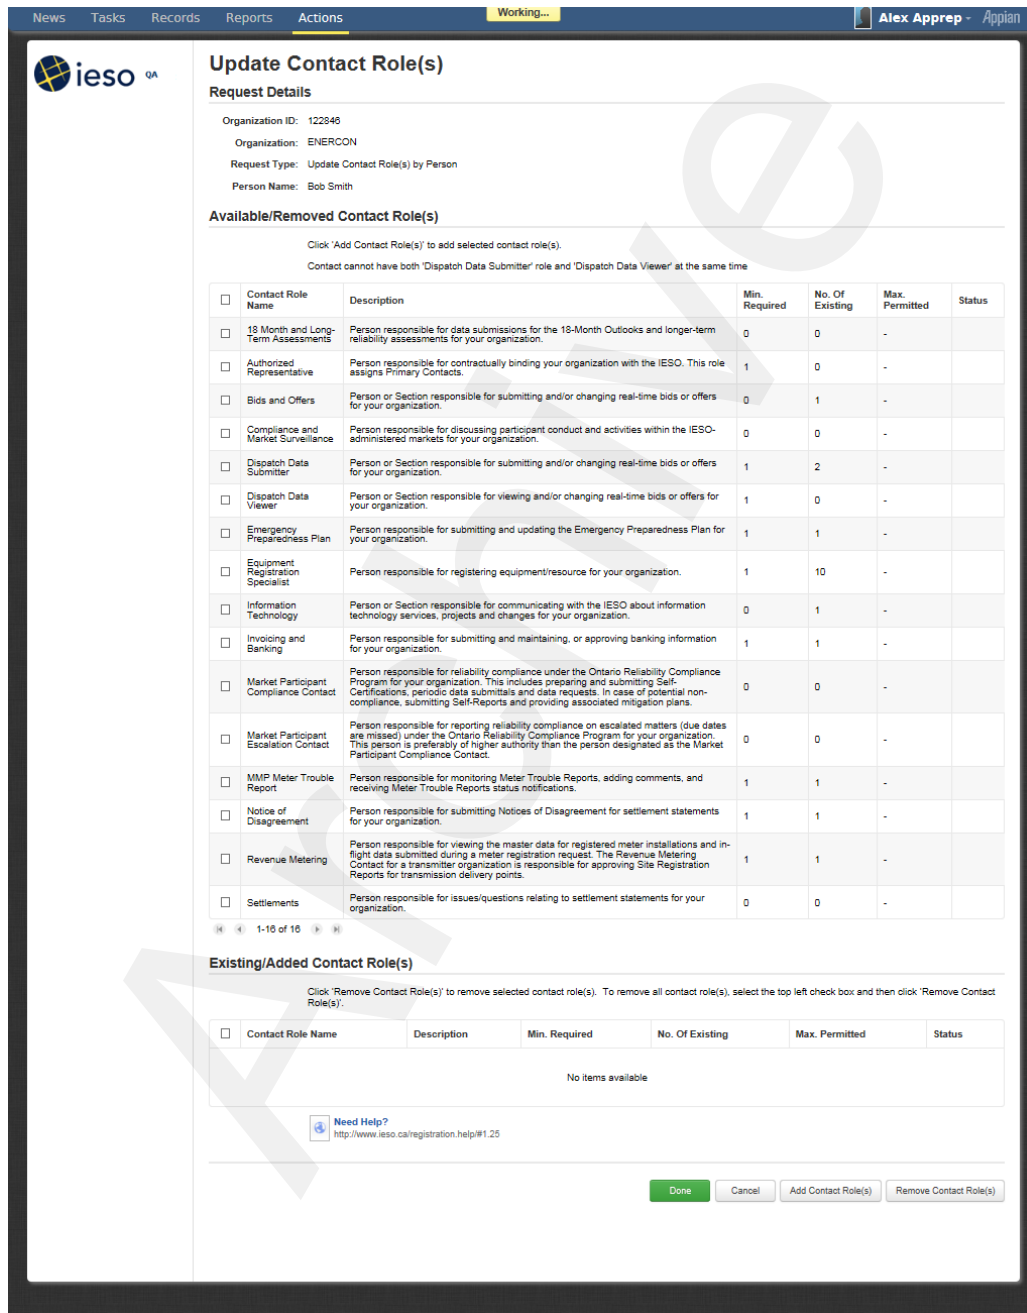 News Tasks Records Reports Actions Working... Alex Apprep - Appian
ieso QA
Update Contact Role(s)
Request Details
Organization ID: 122846
Organization: ENERCON
Request Type: Update Contact Role(s) by Person
Person Name: Bob Smith
Available/Removed Contact Role(s)
Click 'Add Contact Role(s)' to add selected contact role(s).
Contact cannot have both 'Dispatch Data Submitter' role and 'Dispatch Data Viewer' at the same time
Contact Role Name Description Min. Required No. Of Existing Max. Permitted Status
18 Month and Long-Term Assessments Person responsible for data submissions for the 18-Month Outlooks and longer-term reliability assessments for your organization. 0 0 -
Authorized Representative Person responsible for contractually binding your organization with the IESO. This role assigns Primary Contacts. 1 0 -
Bids and Offers Person or Section responsible for submitting and/or changing real-time bids or offers for your organization. 0 1 -
Compliance and Market Surveillance Person responsible for discussing participant conduct and activities within the IESO-administered markets for your organization. 0 0 -
Dispatch Data Submitter Person or Section responsible for submitting and/or changing real-time bids or offers for your organization. 1 2 -
Dispatch Data Viewer Person or Section responsible for viewing and/or changing real-time bids or offers for your organization. 1 0 -
Emergency Preparedness Plan Person responsible for submitting and updating the Emergency Preparedness Plan for your organization. 1 1 -
Equipment Registration Specialist Person responsible for registering equipment/resource for your organization. 1 10 -
Information Technology Person or Section responsible for communicating with the IESO about information technology services, projects and changes for your organization. 0 1 -
Invoicing and Banking Person responsible for submitting and maintaining, or approving banking information for your organization. 1 1 -
Market Participant Compliance Contact Person responsible for reliability compliance under the Ontario Reliability Compliance Program for your organization. This includes preparing and submitting Self-Certifications, periodic data submittals and data requests. In case of potential non-compliance, submitting Self-Reports and providing associated mitigation plans. 0 0 -
Market Participant Escalation Contact Person responsible for reporting reliability compliance on escalated matters (due dates are missed) under the Ontario Reliability Compliance Program for your organization. This person is preferably of higher authority than the person designated as the Market Participant Compliance Contact. 0 0 -
MMP Meter Trouble Report Person responsible for monitoring Meter Trouble Reports, adding comments, and receiving Meter Trouble Reports status notifications. 1 1 -
Notice of Disagreement Person responsible for submitting Notices of Disagreement for settlement statements for your organization. 1 1 -
Revenue Metering Person responsible for viewing the master data for registered meter installations and in-flight data submitted during a meter registration request. The Revenue Metering Contact for a transmitter organization is responsible for approving Site Registration Reports for transmission delivery points. 1 1 -
Settlements Person responsible for issues/questions relating to settlement statements for your organization. 0 0 -
1-16 of 16
Existing/Added Contact Role(s)
Click 'Remove Contact Role(s)' to remove selected contact role(s). To remove all contact role(s), select the top left check box and then click 'Remove Contact
Role(s)'.
Contact Role Name Description Min. Required No. Of Existing Max. Permitted Status
No items available
Need Help?
http://www.ieso.ca/registration.help/#1.25
Done Cancel Add Contact Role(s) Remove Contact Role(s)
Archive